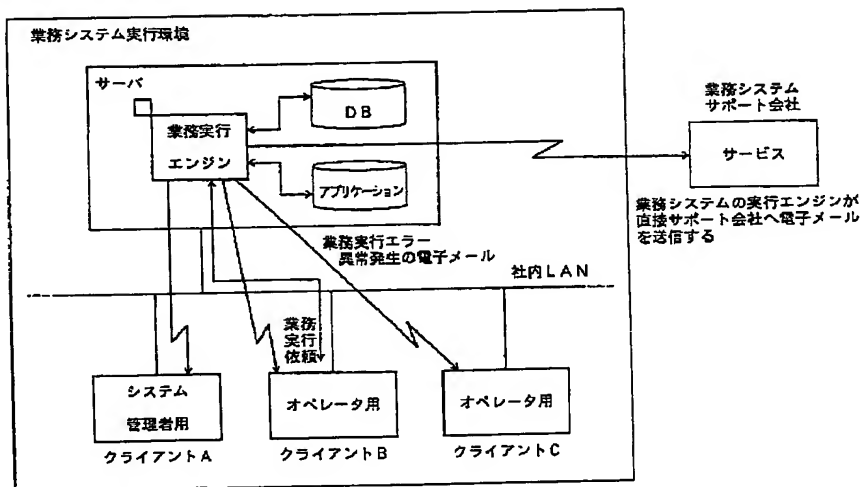 業務システム実行環境
サーバ
業務実行
エンジン
DB
アプリケーション
業務システム
サポート会社
サービス
業務システムの実行エンジンが
直接サポート会社へ電子メール
を送信する
業務実行エラー
異常発生の電子メール
社内LAN
業務
実行
依頼
システム
管理者用
クライアントA
オペレータ用
クライアントB
オペレータ用
クライアントC